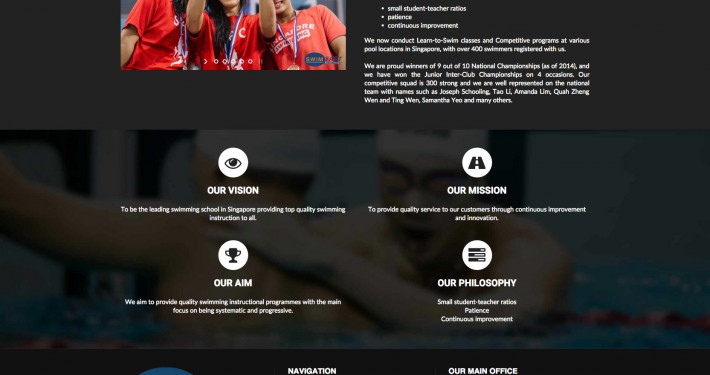 small student-teacher ratios
patience
continuous improvement
We now conduct Learn-to-Swim classes and Competitive programs at various
pool locations in Singapore, with over 400 swimmers registered with us.
We are proud winners of 9 out of 10 National Championships (as of 2014), and
we have won the Junior Inter-Club Championships on 4 occasions. Our
competitive squad is 300 strong and we are well represented on the national
team with names such as Joseph Schooling, Tao Li, Amanda Lim, Quah Zheng
Wen and Ting Wen, Samantha Yeo and many others.
OUR VISION
To be the leading swimming school in Singapore providing top quality swimming
instruction to all.
OUR MISSION
To provide quality service to our customers through continuous improvement
and innovation.
OUR AIM
We aim to provide quality swimming instructional programmes with the main
focus on being systematic and progressive.
OUR PHILOSOPHY
Small student-teacher ratios
Patience
Continuous improvement
NAVIGATION
OUR MAIN OFFICE